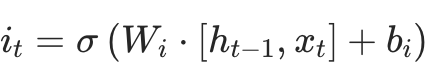 i_t = σ (W_i · [h_{t−1}, x_t] + b_i)